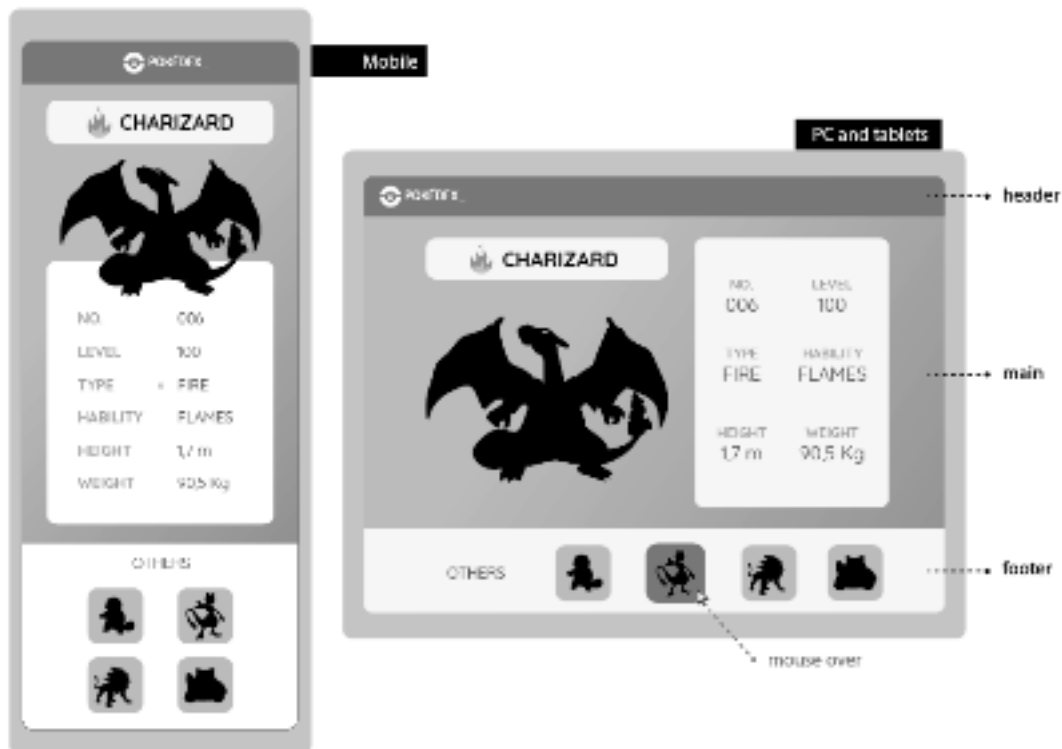 POKÉDEX_
Mobile
CHARIZARD
NO. 006
LEVEL 100
TYPE FIRE
HABILITY FLAMES
HEIGHT 1,7 m
WEIGHT 90,5 Kg
OTHERS
PC and tablets
POKÉDEX_
header
CHARIZARD
NO. LEVEL
006 100
TYPE HABILITY
FIRE FLAMES
main
HEIGHT WEIGHT
1,7 m 90,5 Kg
OTHERS
footer
mouse over